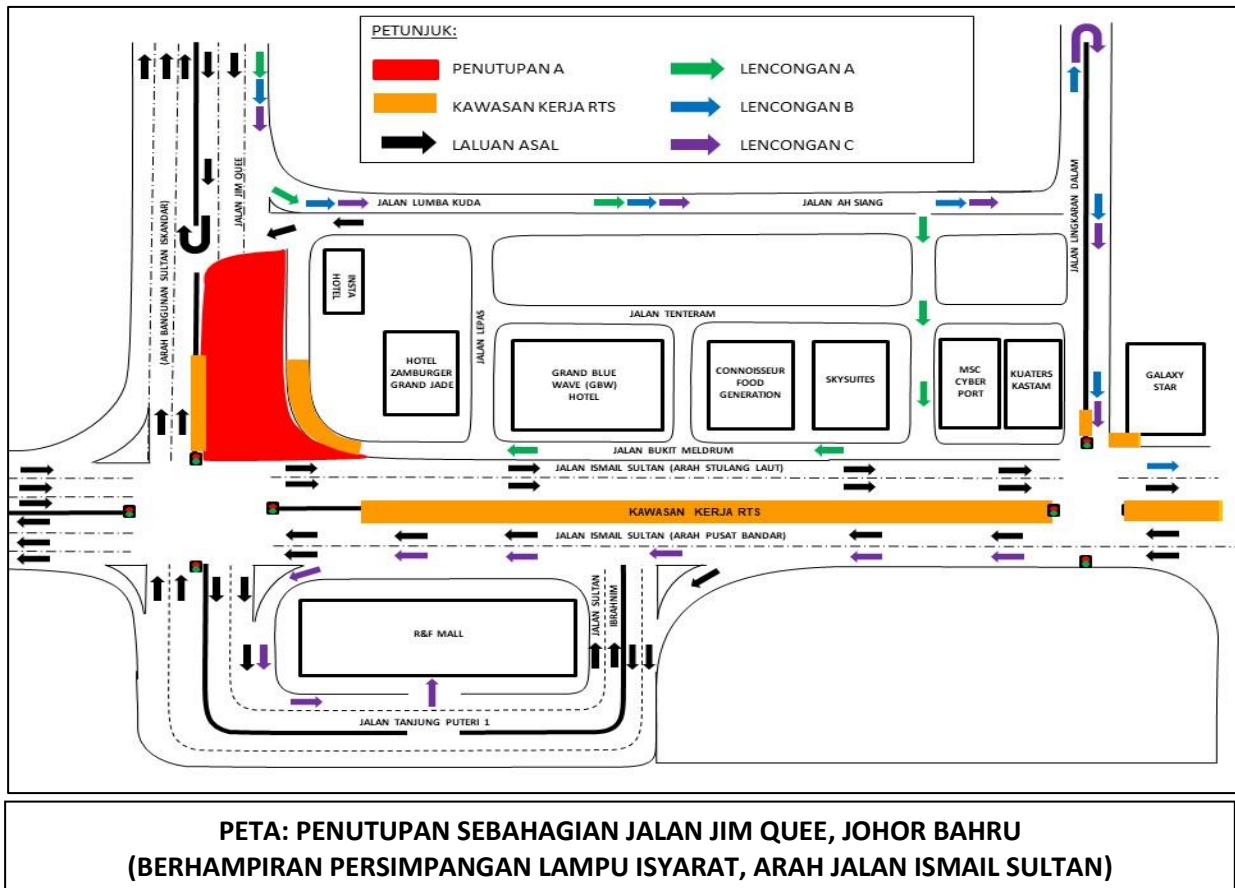 PETUNJUK:
PENUTUPAN A
LENCONGAN A
KAWASAN KERJA RTS
LENCONGAN B
LALUAN ASAL
LENCONGAN C
(ARAH BANGUNAN SULTAN ISKANDAR)
JALAN JIM QUEE
JALAN LUMBA KUDA
JALAN AH SIANG
JALAN LINGKARAN DALAM
INSTA
HOTEL
JALAN LEPAS
JALAN TENTERAM
HOTEL
ZAMBURGER
GRAND JADE
GRAND BLUE
WAVE (GBW)
HOTEL
CONNOISSEUR
FOOD
GENERATION
SKYSUITES
MSC
CYBER
PORT
KUATERS
KASTAM
GALAXY
STAR
JALAN BUKIT MELDRUM
JALAN ISMAIL SULTAN (ARAH STULANG LAUT)
KAWASAN KERJA RTS
JALAN ISMAIL SULTAN (ARAH PUSAT BANDAR)
JALAN SULTAN
IBRAHNIM
R&F MALL
JALAN TANJUNG PUTERI 1
PETA: PENUTUPAN SEBAHAGIAN JALAN JIM QUEE, JOHOR BAHRU
(BERHAMPIRAN PERSIMPANGAN LAMPU ISYARAT, ARAH JALAN ISMAIL SULTAN)